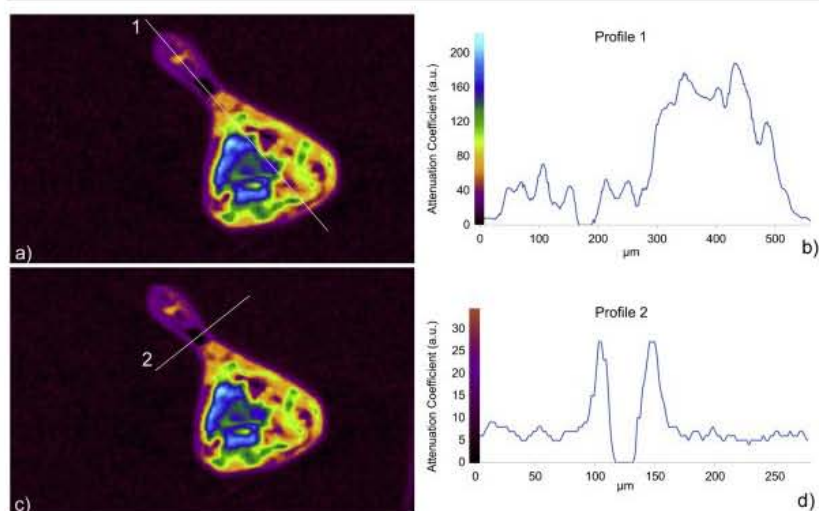 1
a)
Profile 1
Attenuation Coefficient (a.u.)
200
160
120
80
40
0
0 100 200 300 400 500
µm
b)
2
c)
Profile 2
Attenuation Coefficient (a.u.)
30
25
20
15
10
5
0
0 50 100 150 200 250
µm
d)